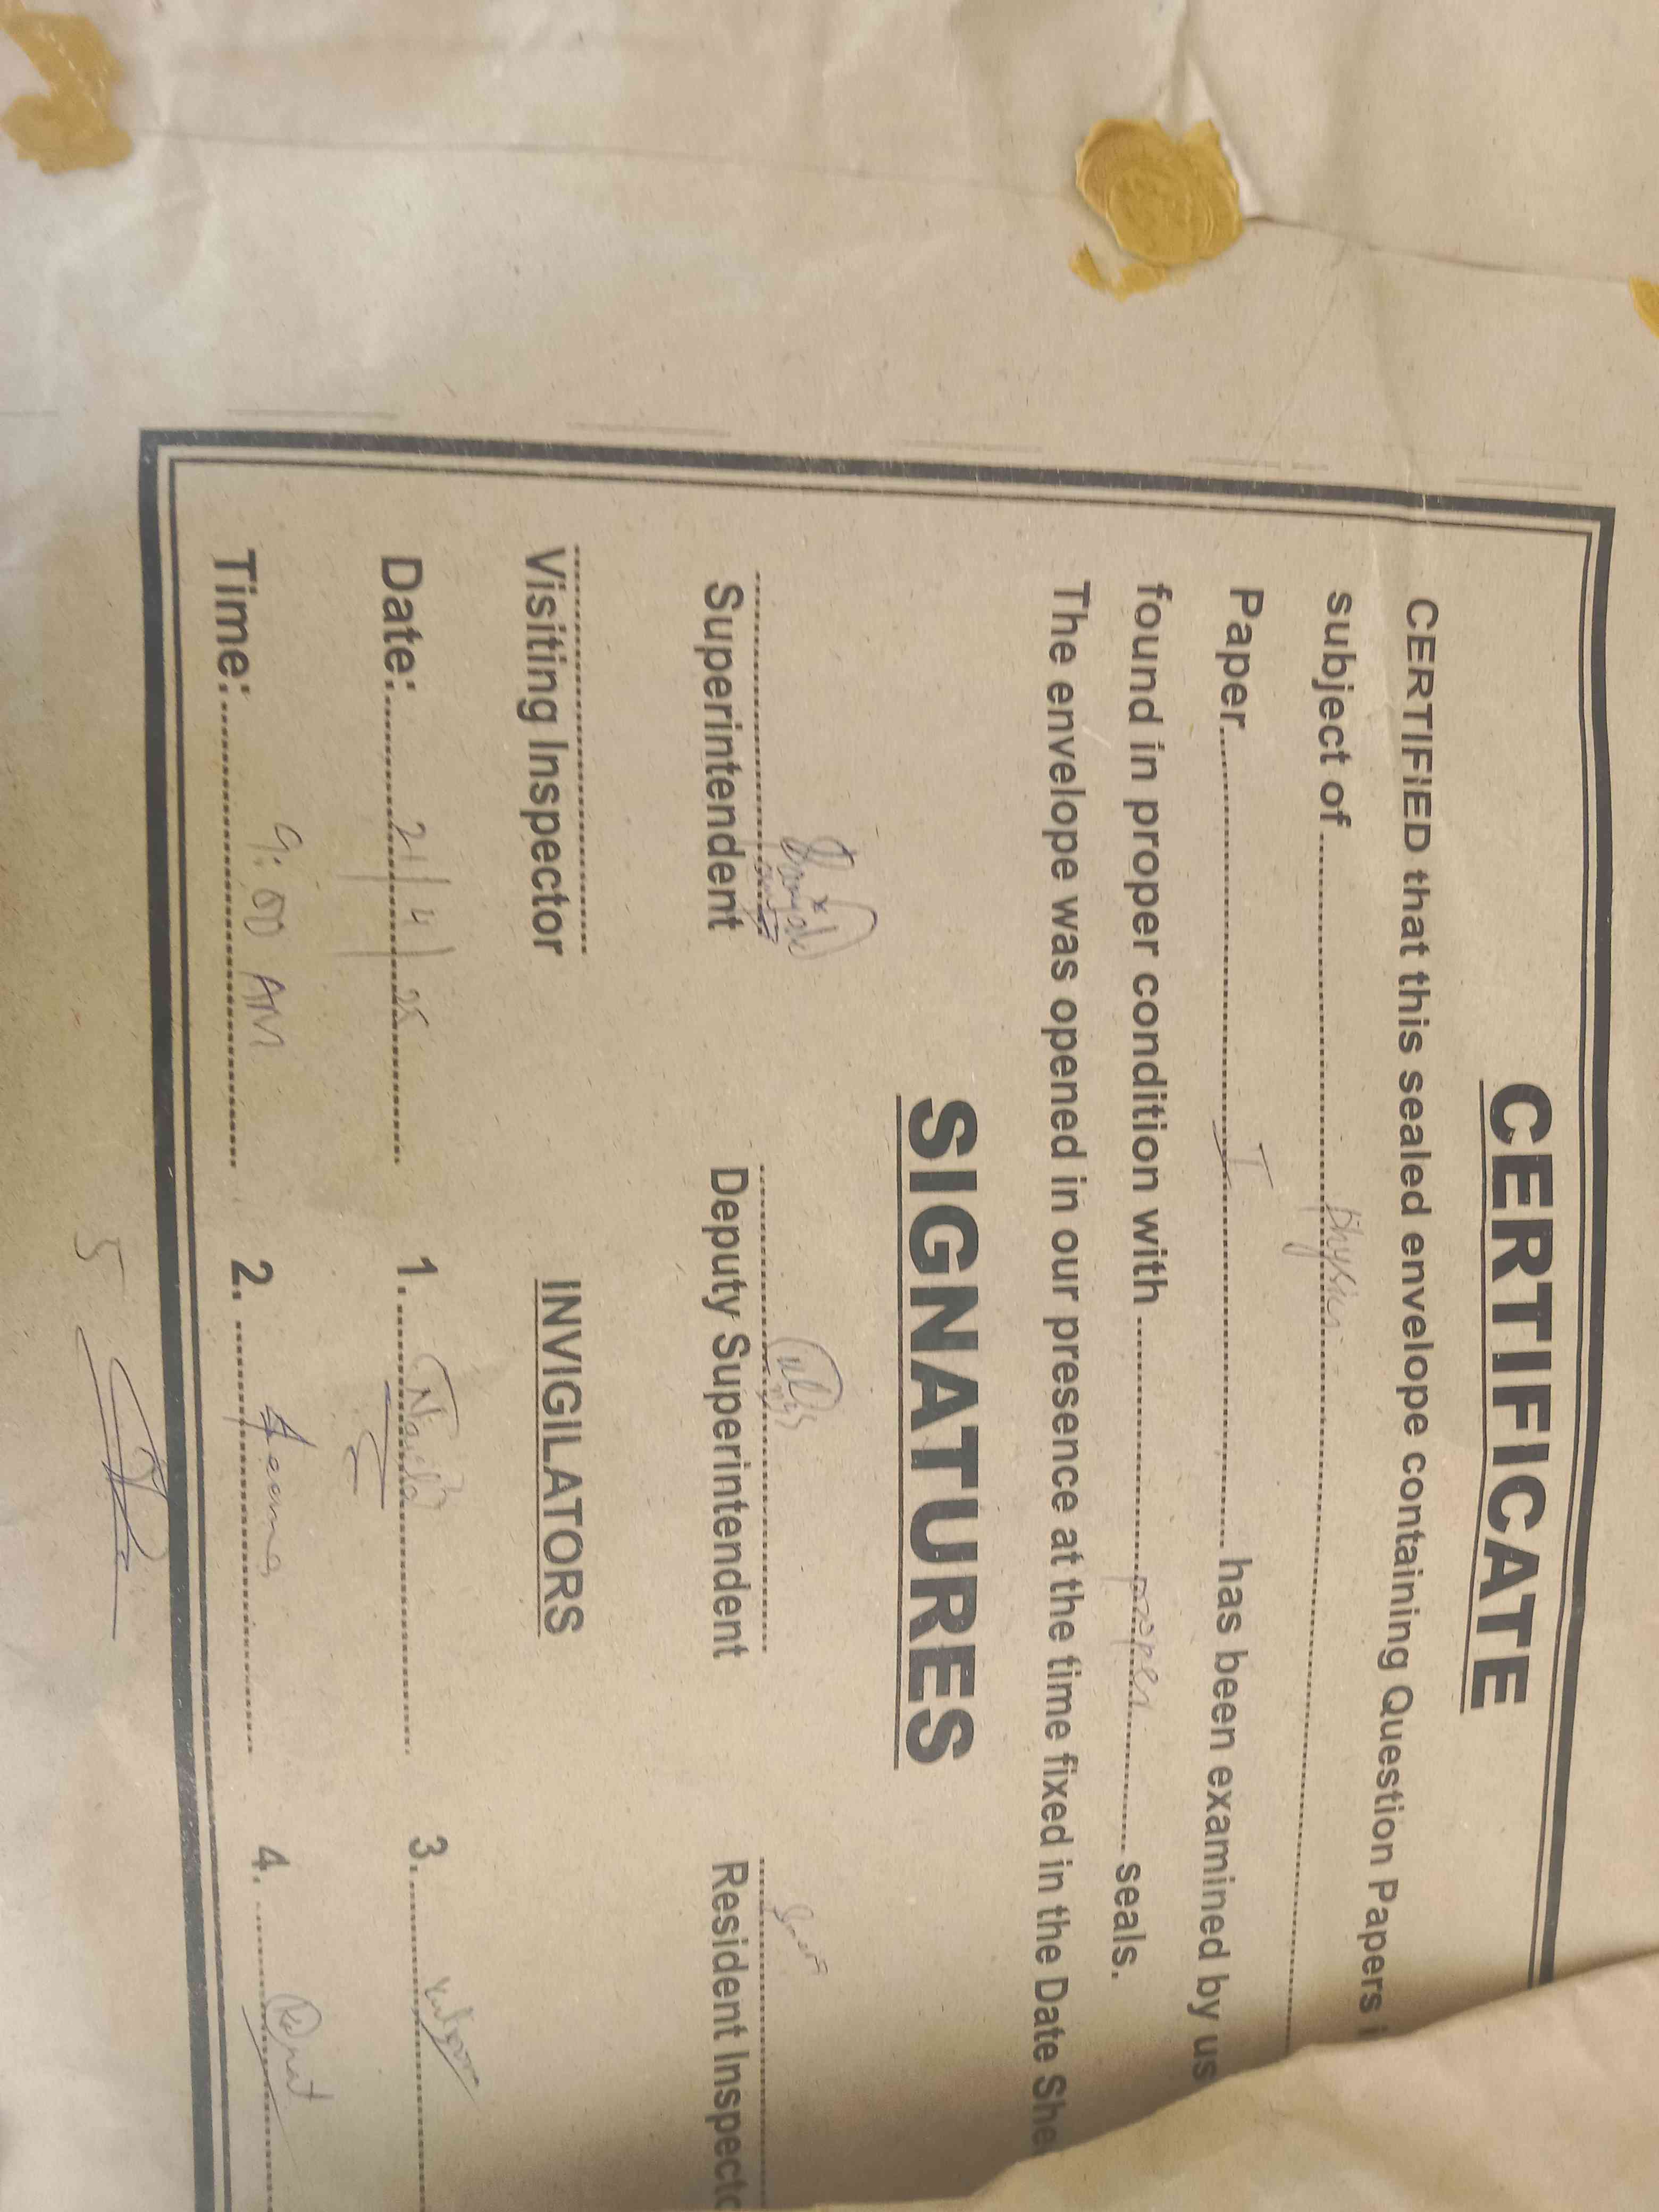 CERTIFICATE
CERTIFIED that this sealed envelope containing Question Papers i
subject of physics
Paper I has been examined by us
found in proper condition with proper seals.
The envelope was opened in our presence at the time fixed in the Date She
SIGNATURES
Superintendent Deputy Superintendent Resident Inspecto
Visiting Inspector
INVIGILATORS
Date: 21/4/25 1. 3.
Time: 9:00 AM 2. 4.
5